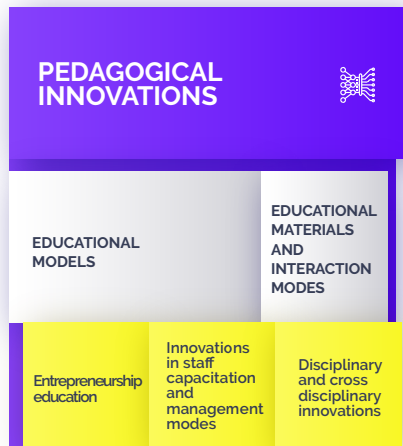 PEDAGOGICAL
INNOVATIONS
EDUCATIONAL
MODELS
EDUCATIONAL
MATERIALS
AND
INTERACTION
MODES
Entrepreneurship
education
Innovations
in staff
capacitation
and
management
modes
Disciplinary
and cross
disciplinary
innovations